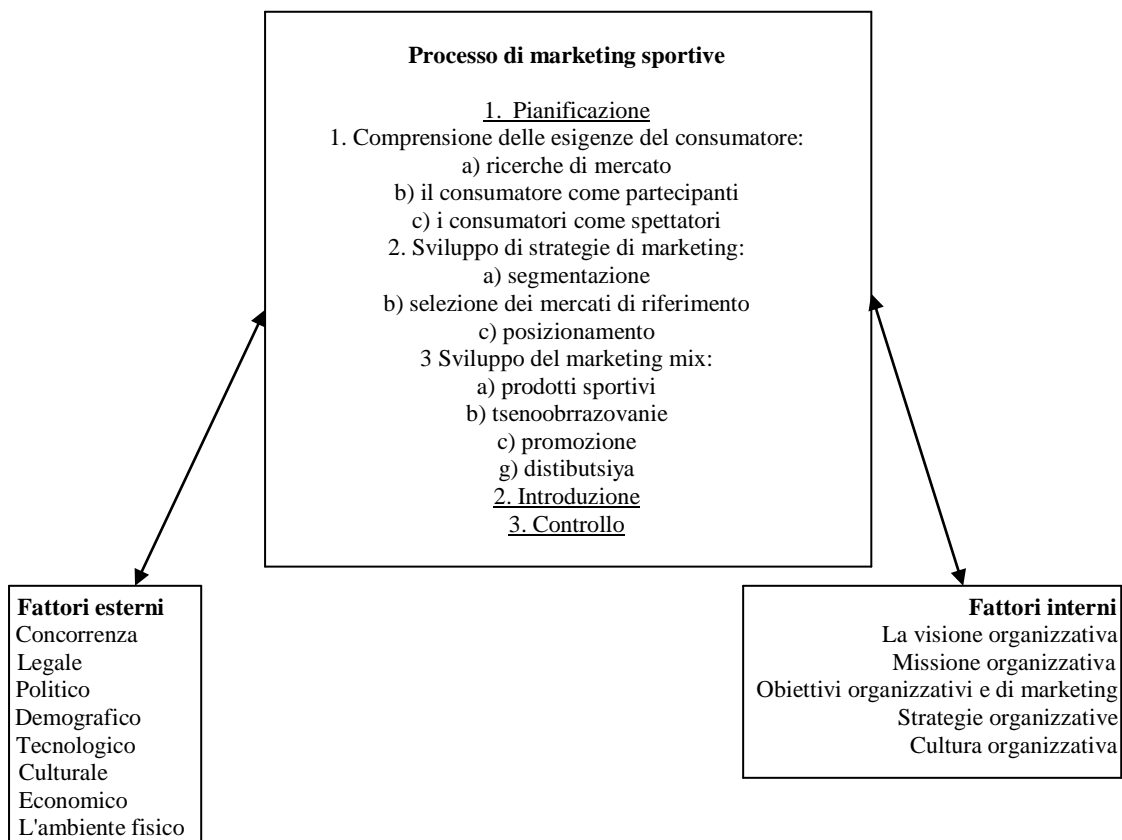 Processo di marketing sportive
1. Pianificazione
1. Comprensione delle esigenze del consumatore:
a) ricerche di mercato
b) il consumatore come partecipanti
c) i consumatori come spettatori
2. Sviluppo di strategie di marketing:
a) segmentazione
b) selezione dei mercati di riferimento
c) posizionamento
3 Sviluppo del marketing mix:
a) prodotti sportivi
b) tsenoobrrazovanie
c) promozione
g) distibutsiya
2. Introduzione
3. Controllo
Fattori esterni
Concorrenza
Legale
Politico
Demografico
Tecnologico
Culturale
Economico
L'ambiente fisico
Fattori interni
La visione organizzativa
Missione organizzativa
Obiettivi organizzativi e di marketing
Strategie organizzative
Cultura organizzativa